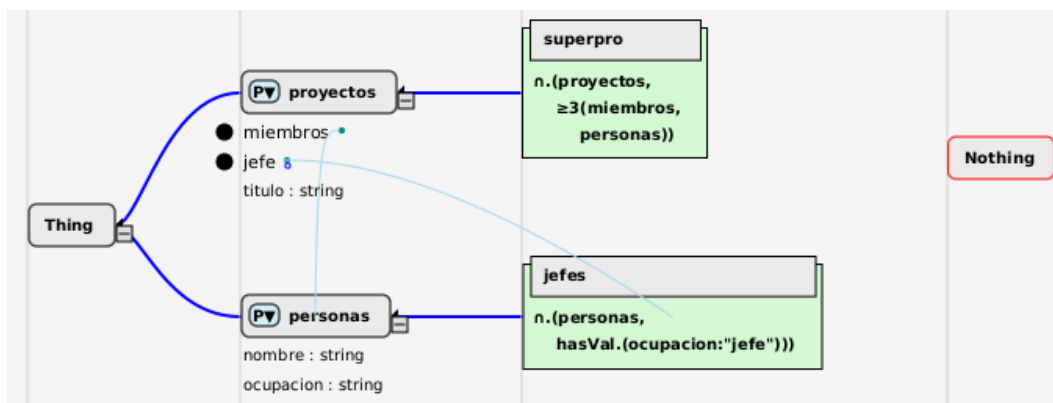 superpro
∩.(proyectos,
≥3(miembros,
personas))
P▼ proyectos
miembros
jefe
titulo : string
Nothing
Thing
jefes
∩.(personas,
hasVal.(ocupacion:"jefe")))
P▼ personas
nombre : string
ocupacion : string